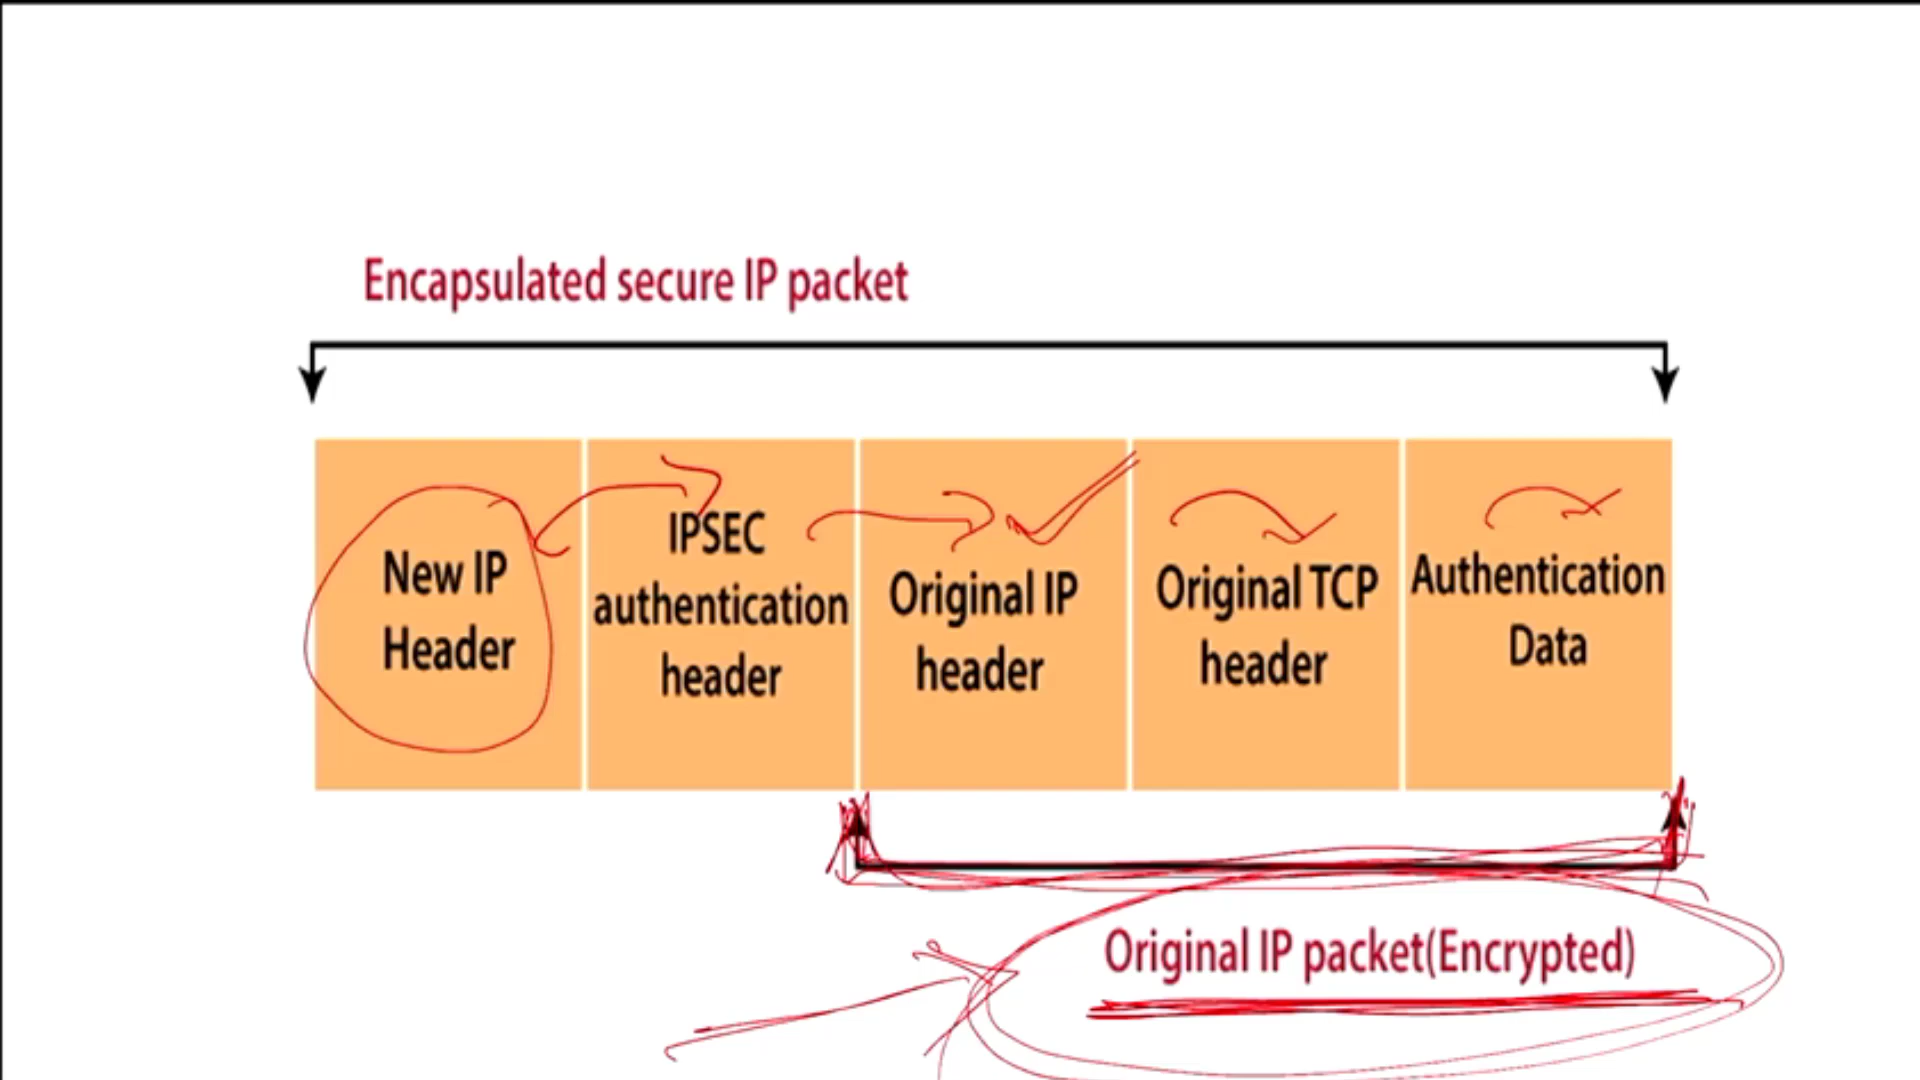 Encapsulated secure IP packet
New IP
Header
IPSEC
authentication
header
Original IP
header
Original TCP
header
Authentication
Data
Original IP packet(Encrypted)